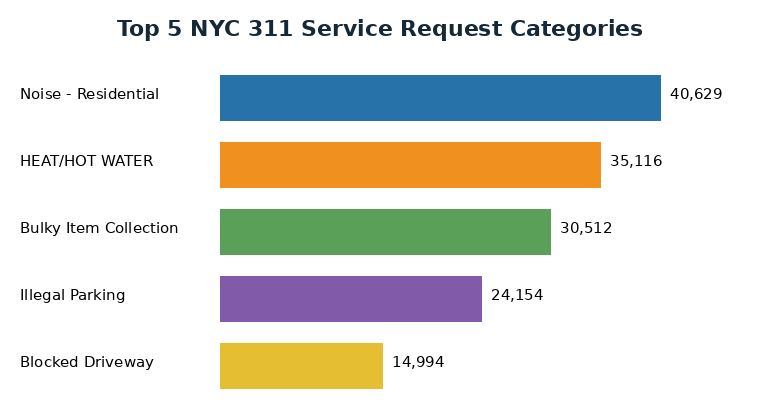 Top 5 NYC 311 Service Request Categories
Noise - Residential 40,629
HEAT/HOT WATER 35,116
Bulky Item Collection 30,512
Illegal Parking 24,154
Blocked Driveway 14,994